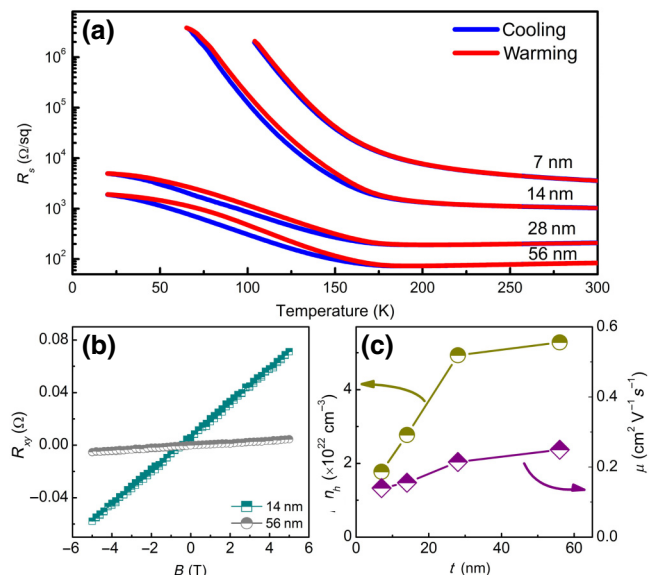 (a)
Cooling
Warming
10^6
10^5
10^4
10^3
10^2
R_s (Ω/sq)
7 nm
14 nm
28 nm
56 nm
0 50 100 150 200 250 300
Temperature (K)
(b)
0.08
0.04
0.00
−0.04
R_xy (Ω)
14 nm
56 nm
−6 −4 −2 0 2 4 6
B (T)
(c)
4
2
0
n_h (×10^22 cm^−3)
0.6
0.4
0.2
0.0
μ (cm^2 V^−1 s^−1)
0 20 40 60
t (nm)